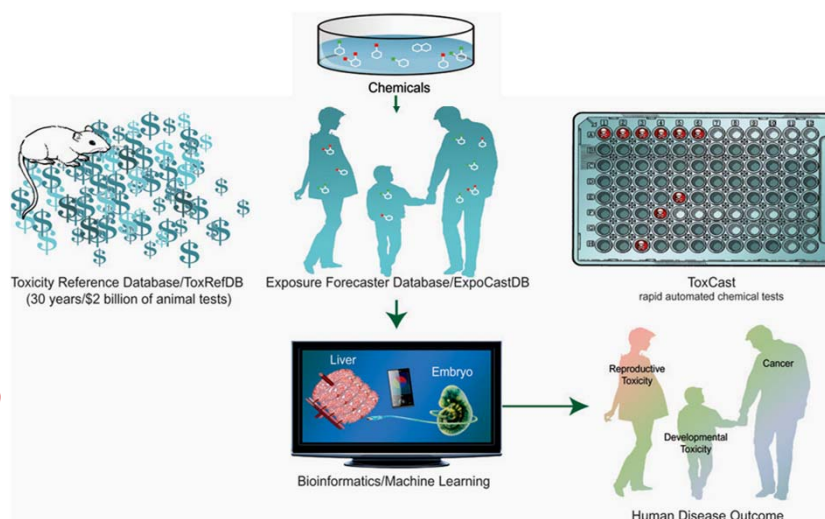 Chemicals
Toxicity Reference Database/ToxRefDB
(30 years/$2 billion of animal tests)
Exposure Forecaster Database/ExpoCastDB
ToxCast
rapid automated chemical tests
Liver
Embryo
Bioinformatics/Machine Learning
Reproductive
Toxicity
Cancer
Developmental
Toxicity
Human Disease Outcome